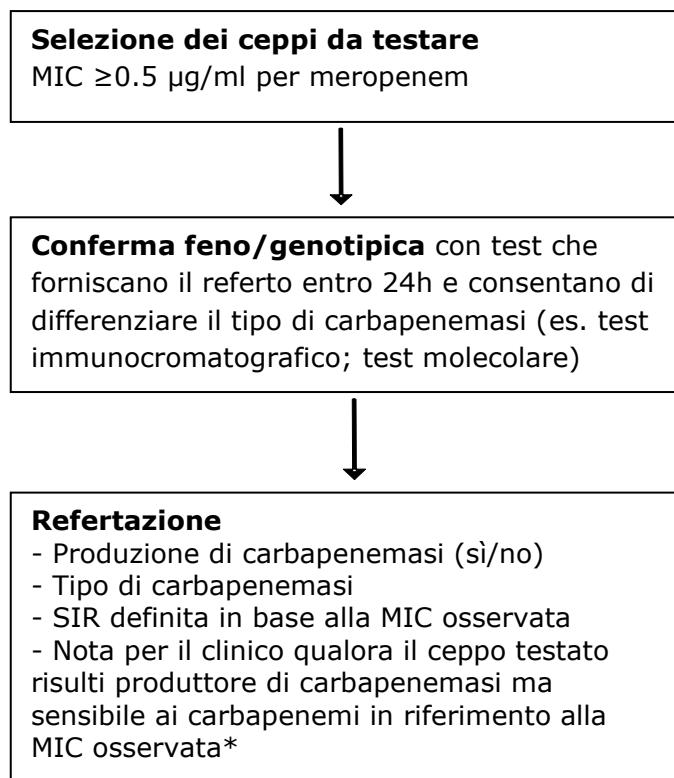 Selezione dei ceppi da testare
MIC ≥0.5 µg/ml per meropenem
Conferma feno/genotipica con test che
forniscano il referto entro 24h e consentano di
differenziare il tipo di carbapenemasi (es. test
immunocromatografico; test molecolare)
Refertazione
- Produzione di carbapenemasi (sì/no)
- Tipo di carbapenemasi
- SIR definita in base alla MIC osservata
- Nota per il clinico qualora il ceppo testato
risulti produttore di carbapenemasi ma
sensibile ai carbapenemi in riferimento alla
MIC osservata*